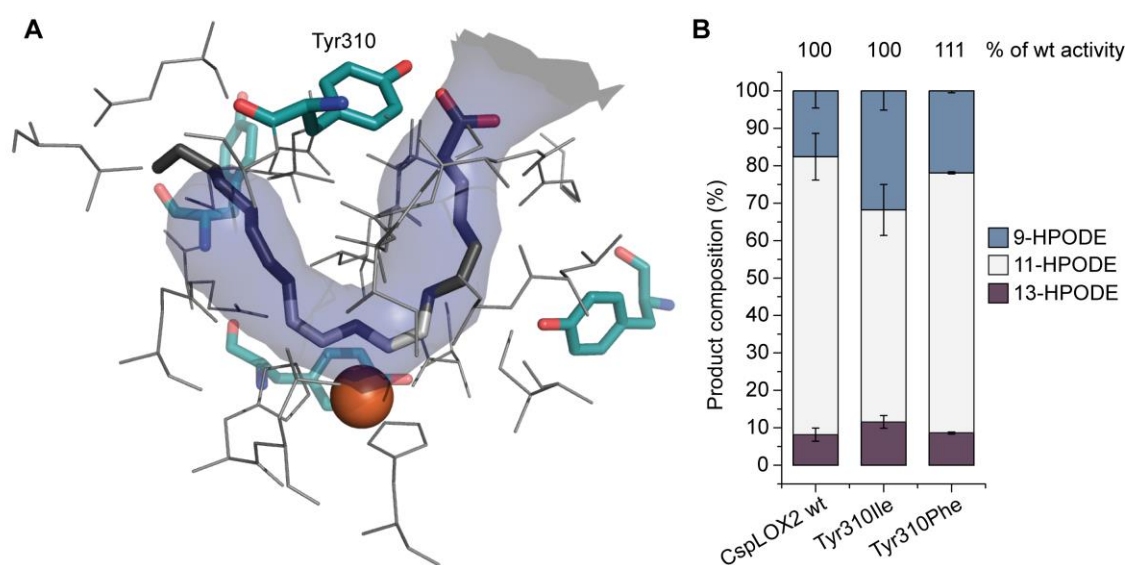 A
Tyr310
B
100 100 111 % of wt activity
100
90
80
70
60
50
40
30
20
10
0
Product composition (%)
9-HPODE
11-HPODE
13-HPODE
CspLOX2 wt
Tyr310Ile
Tyr310Phe